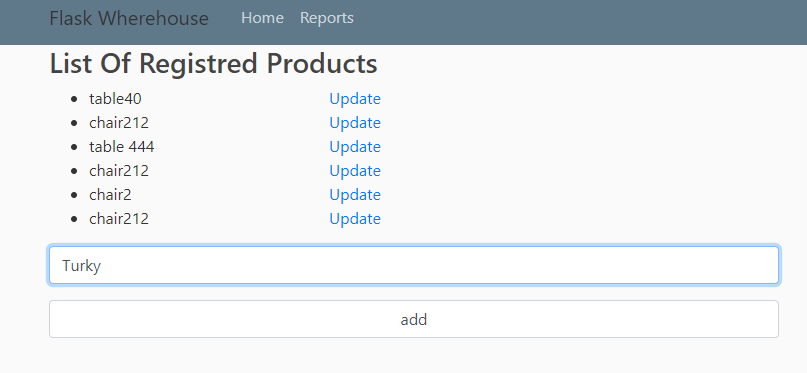 Flask Wherehouse Home Reports
List Of Registred Products
table40 Update
chair212 Update
table 444 Update
chair212 Update
chair2 Update
chair212 Update
Turky
add